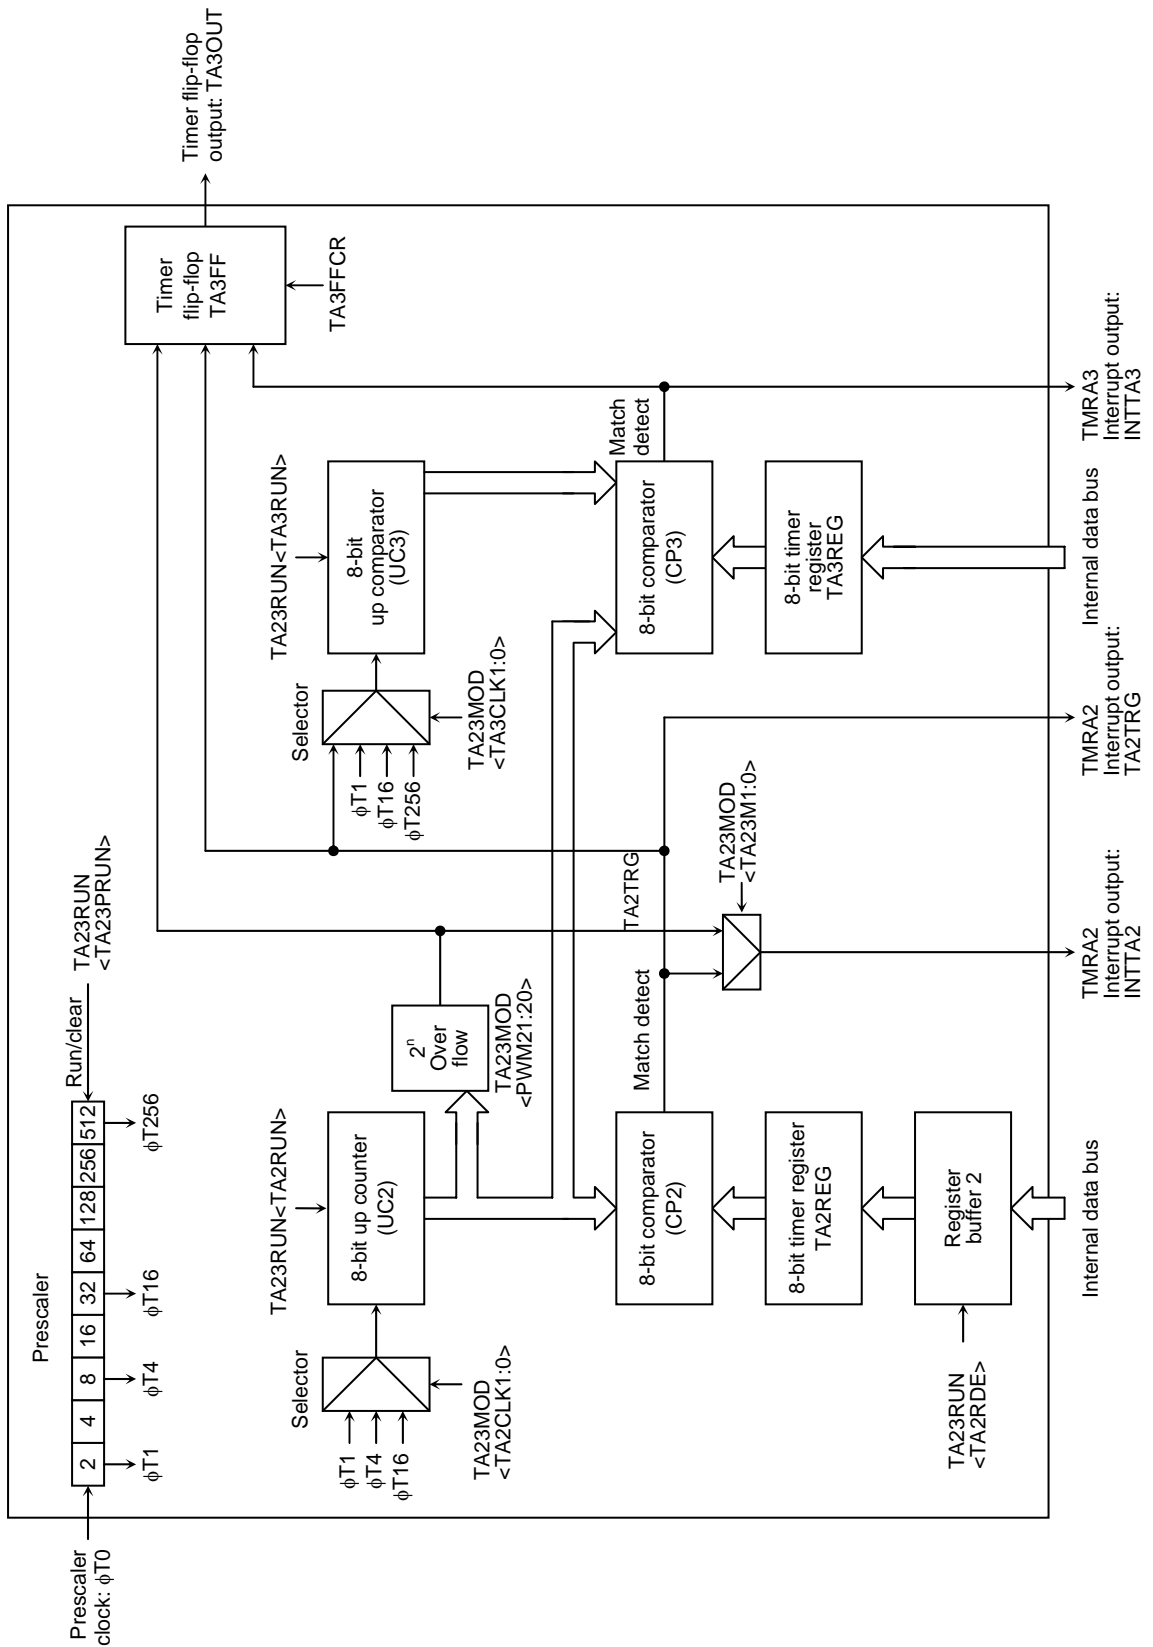 Prescaler
Prescaler
clock: ϕT0
2 4 8 16 32 64 128 256 512
Run/clear
TA23RUN
<TA23PRUN>
ϕT1
ϕT4
ϕT16
ϕT256
Selector
ϕT1
ϕT4
ϕT16
TA23MOD
<TA2CLK1:0>
TA23RUN<TA2RUN>
8-bit up counter
(UC2)
2n
Over
flow
TA23MOD
<PWM21:20>
Selector
ϕT1
ϕT16
ϕT256
TA23MOD
<TA3CLK1:0>
TA23RUN<TA3RUN>
8-bit
up comparator
(UC3)
Timer
flip-flop
TA3FF
TA3FFCR
Timer flip-flop
output: TA3OUT
8-bit comparator
(CP2)
Match detect
TA2TRG
8-bit comparator
(CP3)
Match
detect
8-bit timer register
TA2REG
TA23MOD
<TA23M1:0>
8-bit timer
register
TA3REG
TA23RUN
<TA2RDE>
Register
buffer 2
Internal data bus
TMRA2
Interrupt output:
INTTA2
TMRA2
Interrupt output:
TA2TRG
Internal data bus
TMRA3
Interrupt output:
INTTA3